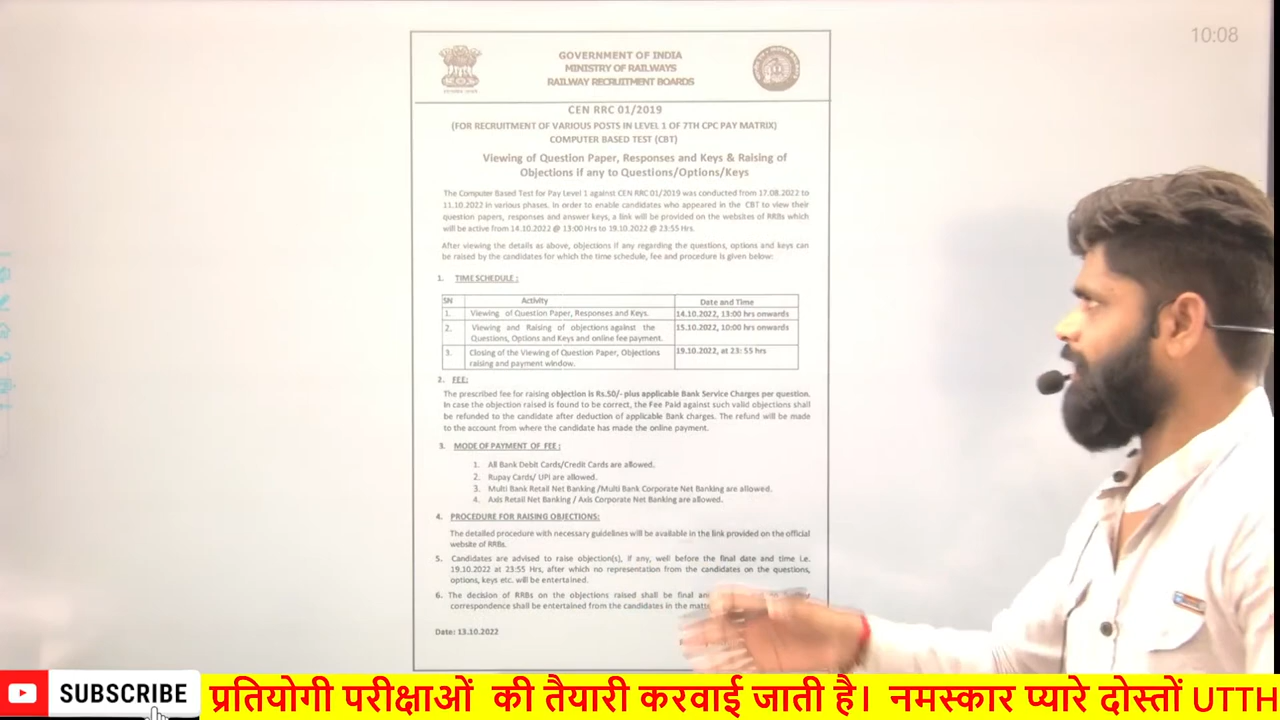 10:08
GOVERNMENT OF INDIA
MINISTRY OF RAILWAYS
RAILWAY RECRUITMENT BOARDS
CEN RRC 01/2019
(FOR RECRUITMENT OF VARIOUS POSTS IN LEVEL 1 OF 7TH CPC PAY MATRIX)
COMPUTER BASED TEST (CBT)
Viewing of Question Paper, Responses and Keys & Raising of
Objections if any to Questions/Options/Keys
The Computer Based Test for Pay Level 1 against CEN RRC 01/2019 was conducted from 17.08.2022 to
11.10.2022 in various phases. In order to enable candidates who appeared in the CBT to view their
question papers, responses and answer keys, a link will be provided on the websites of RRBs which
will be active from 14.10.2022 @ 13:00 Hrs to 19.10.2022 @ 23:55 Hrs.
After viewing the details as above, objections if any regarding the questions, options and keys can
be raised by the candidates for which the time schedule, fee and procedure is given below:
1. TIME SCHEDULE :
SN Activity Date and Time
1. Viewing of Question Paper, Responses and Keys. 14.10.2022, 13:00 hrs onwards
2. Viewing and Raising of objections against the 15.10.2022, 10:00 hrs onwards
Questions, Options and Keys and online fee payment.
3. Closing of the Viewing of Question Paper, Objections 19.10.2022, at 23: 55 hrs
raising and payment window.
2. FEE:
The prescribed fee for raising objection is Rs.50/- plus applicable Bank Service Charges per question.
In case the objection raised is found to be correct, the Fee Paid against such valid objections shall
be refunded to the candidate after deduction of applicable Bank charges. The refund will be made
to the account from where the candidate has made the online payment.
3. MODE OF PAYMENT OF FEE :
1. All Bank Debit Cards/Credit Cards are allowed.
2. Rupay Cards/ UPI are allowed.
3. Multi Bank Retail Net Banking /Multi Bank Corporate Net Banking are allowed.
4. Axis Retail Net Banking / Axis Corporate Net Banking are allowed.
4. PROCEDURE FOR RAISING OBJECTIONS:
The detailed procedure with necessary guidelines will be available in the link provided on the official
website of RRBs.
5. Candidates are advised to raise objection(s), if any, well before the final date and time i.e.
19.10.2022 at 23:55 Hrs, after which no representation from the candidates on the questions,
options, keys etc. will be entertained.
6. The decision of RRBs on the objections raised shall be final
correspondence shall be entertained from the candidates in the
Date: 13.10.2022
SUBSCRIBE प्रतियोगी परीक्षाओं की तैयारी करवाई जाती है। नमस्कार प्यारे दोस्तों UTTH